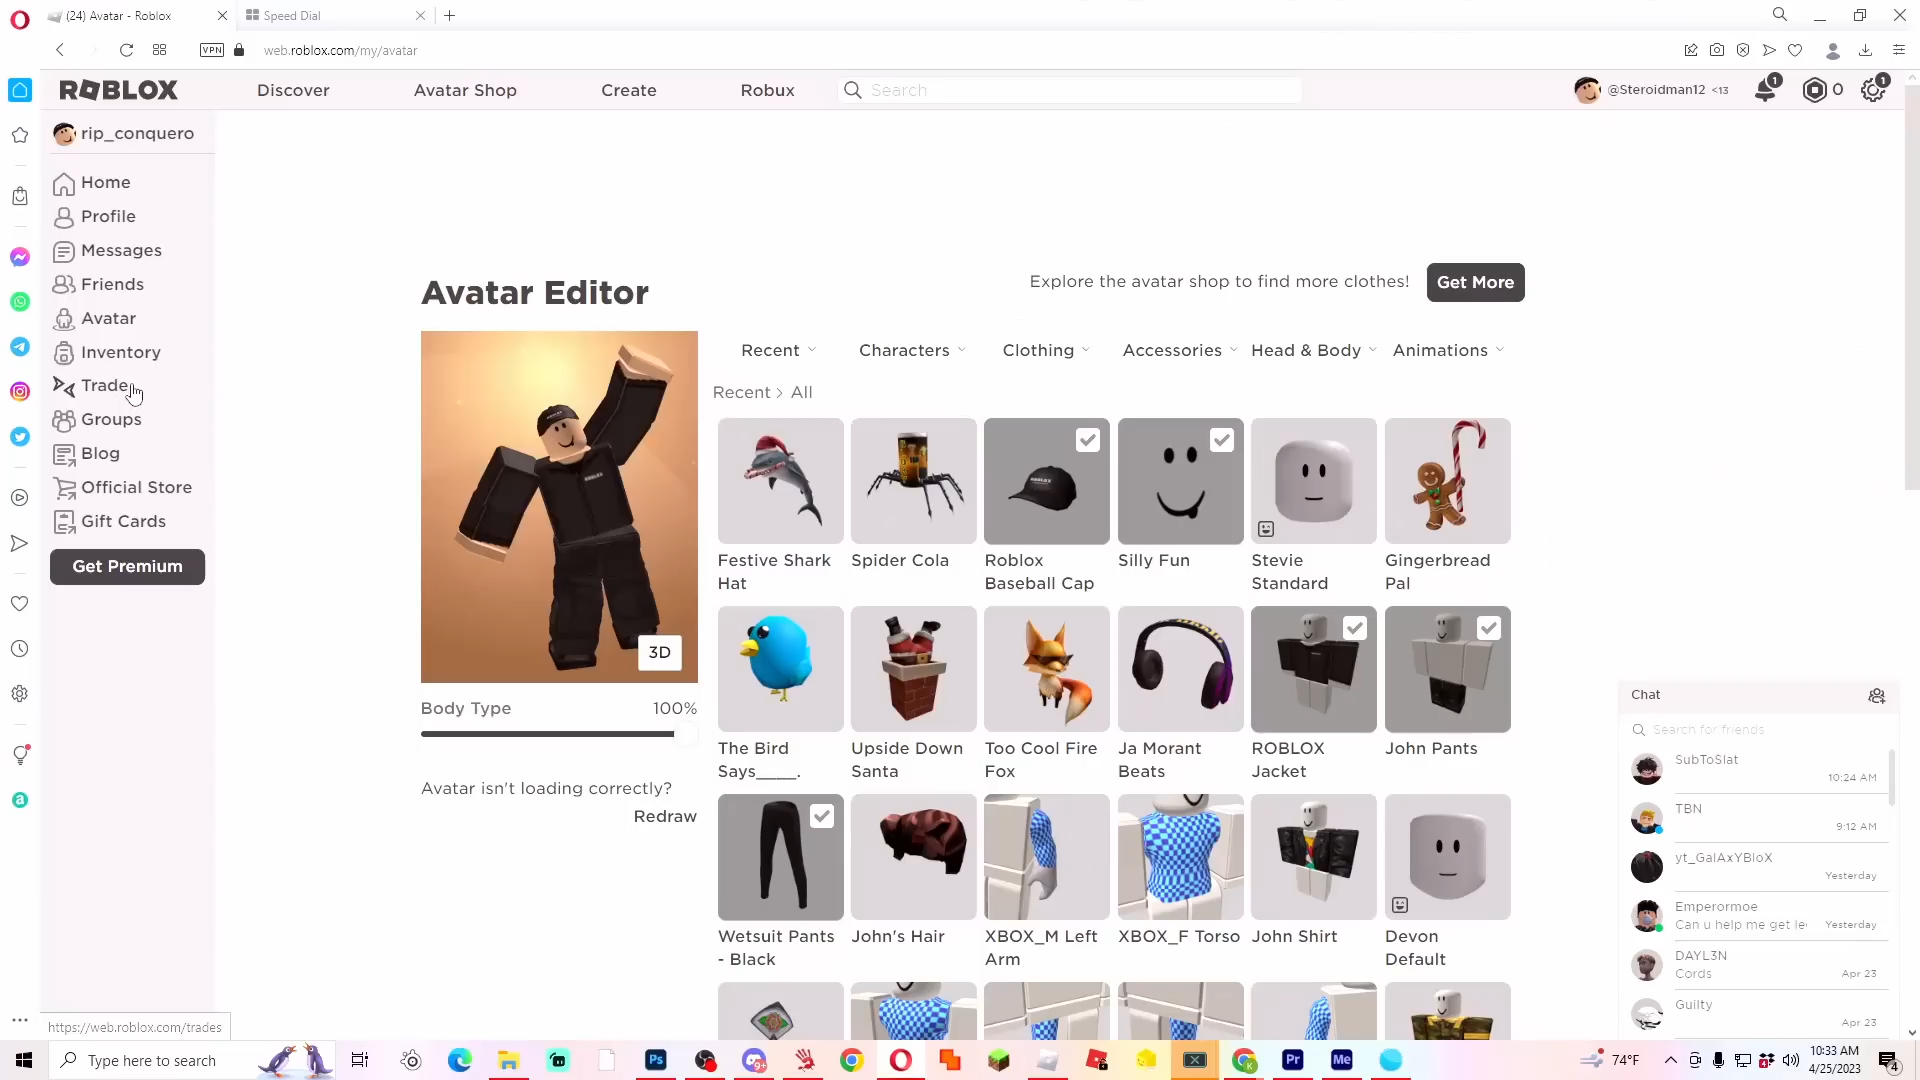 (24) Avatar - Roblox
Speed Dial
VPN
web.roblox.com/my/avatar
ROBLOX
Discover
Avatar Shop
Create
Robux
Search
@Steroidman12 <13
1
0
1
rip_conquero
Home
Profile
Messages
Friends
Avatar
Inventory
Trade
Groups
Blog
Official Store
Gift Cards
Get Premium
Avatar Editor
Explore the avatar shop to find more clothes!
Get More
Recent
Characters
Clothing
Accessories
Head & Body
Animations
Recent > All
3D
Body Type
100%
Avatar isn't loading correctly?
Redraw
Festive Shark Hat
Spider Cola
Roblox Baseball Cap
Silly Fun
Stevie Standard
Gingerbread Pal
The Bird Says____.
Upside Down Santa
Too Cool Fire Fox
Ja Morant Beats
ROBLOX Jacket
John Pants
Wetsuit Pants - Black
John's Hair
XBOX_M Left Arm
XBOX_F Torso
John Shirt
Devon Default
Chat
Search for friends
SubToSlat
10:24 AM
TBN
9:12 AM
yt_GalAxYBloX
Yesterday
Emperormoe
Can u help me get le
Yesterday
DAYL3N
Cords
Apr 23
Guilty
Apr 23
https://web.roblox.com/trades
Type here to search
Ps
9+
K
Pr
Me
74°F
10:33 AM
4/25/2023
4